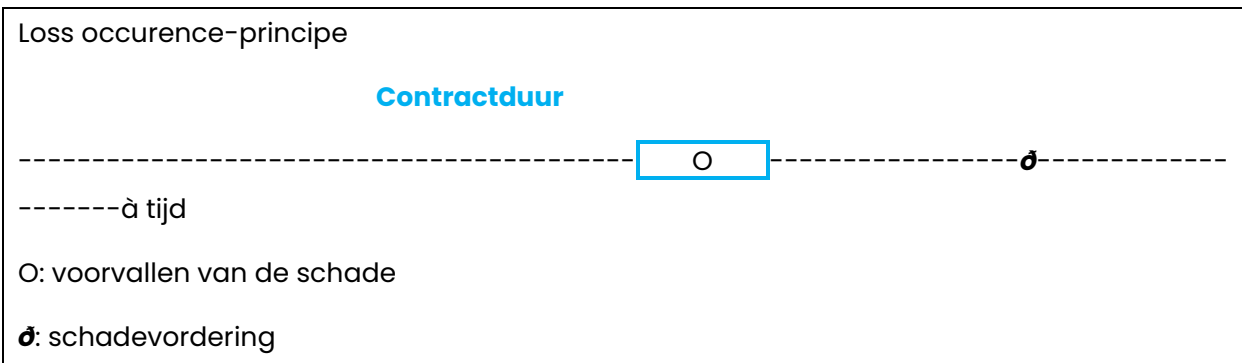 Loss occurence-principe
Contractduur
------------------------------------------ O -----------------ð-------------
-------à tijd
O: voorvallen van de schade
ð: schadevordering